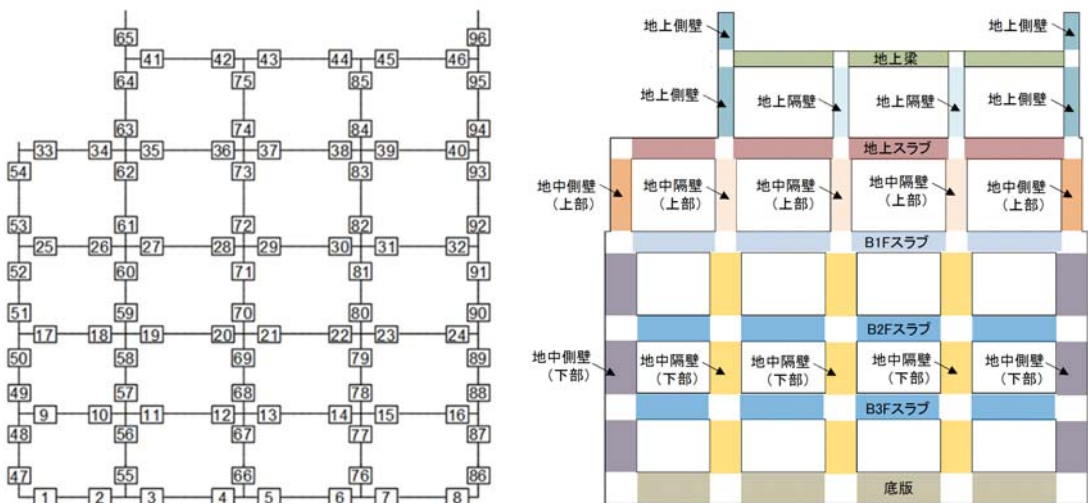 65 96
41 42 43 44 45 46
64 75 85 95
63 74 84 94
33 34 35 36 37 38 39 40
54 62 73 83 93
53 61 72 82 92
25 26 27 28 29 30 31 32
52 60 71 81 91
51 59 70 80 90
17 18 19 20 21 22 23 24
50 58 69 79 89
49 57 68 78 88
9 10 11 12 13 14 15 16
48 56 67 77 87
47 55 66 76 86
1 2 3 4 5 6 7 8
地上側壁
地上側壁
地上梁
地上側壁
地上隔壁
地上隔壁
地上側壁
地上スラブ
地中側壁
(上部)
地中隔壁
(上部)
地中隔壁
(上部)
地中隔壁
(上部)
地中側壁
(上部)
B1Fスラブ
B2Fスラブ
地中側壁
(下部)
地中隔壁
(下部)
地中隔壁
(下部)
地中隔壁
(下部)
地中側壁
(下部)
B3Fスラブ
底版